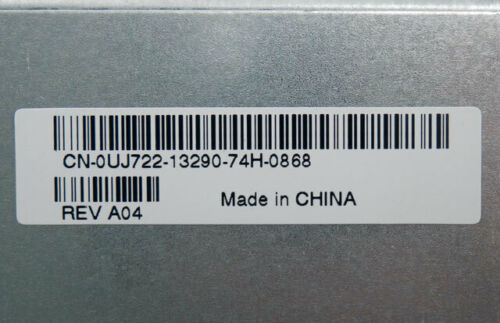 CN-0UJ722-13290-74H-0868
REV A04
Made in CHINA